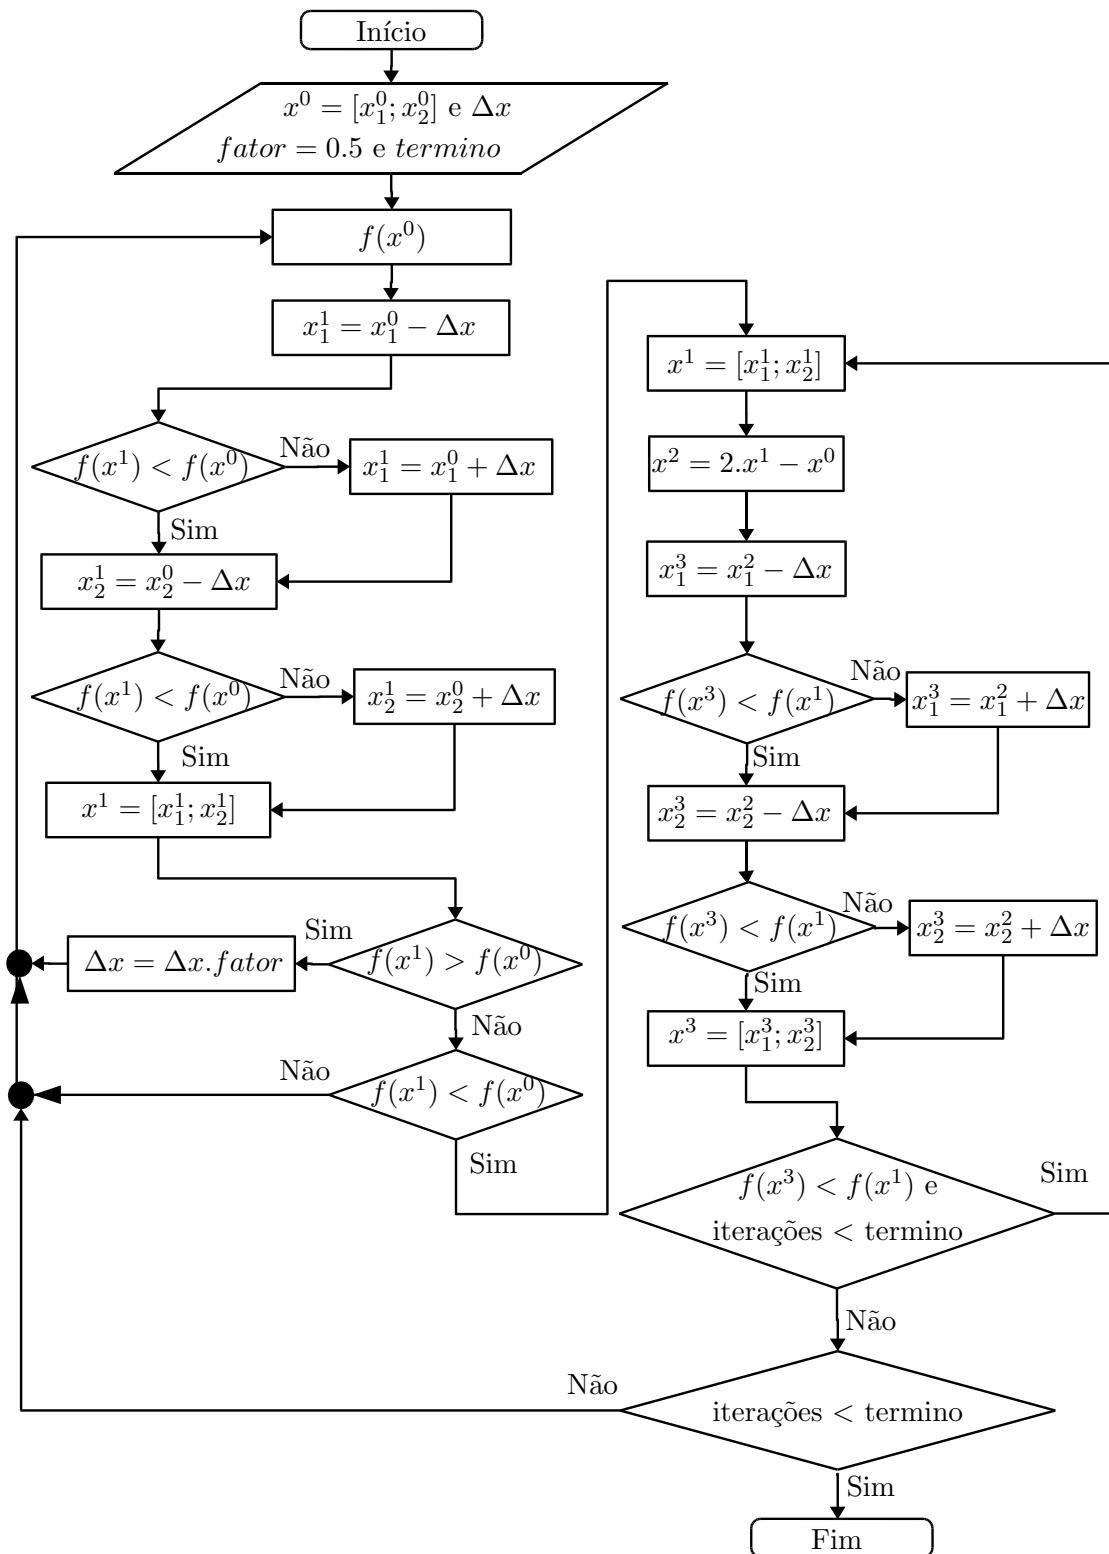 Início
x^0 = [x_1^0; x_2^0] e Δx
fator = 0.5 e termino
f(x^0)
x_1^1 = x_1^0 − Δx
f(x^1) < f(x^0)
Não
x_1^1 = x_1^0 + Δx
Sim
x_2^1 = x_2^0 − Δx
f(x^1) < f(x^0)
Não
x_2^1 = x_2^0 + Δx
Sim
x^1 = [x_1^1; x_2^1]
f(x^1) > f(x^0)
Sim
Δx = Δx.fator
Não
f(x^1) < f(x^0)
Não
Sim
x^1 = [x_1^1; x_2^1]
x^2 = 2.x^1 − x^0
x_1^3 = x_1^2 − Δx
f(x^3) < f(x^1)
Não
x_1^3 = x_1^2 + Δx
Sim
x_2^3 = x_2^2 − Δx
f(x^3) < f(x^1)
Não
x_2^3 = x_2^2 + Δx
Sim
x^3 = [x_1^3; x_2^3]
f(x^3) < f(x^1) e
iterações < termino
Sim
Não
iterações < termino
Não
Sim
Fim